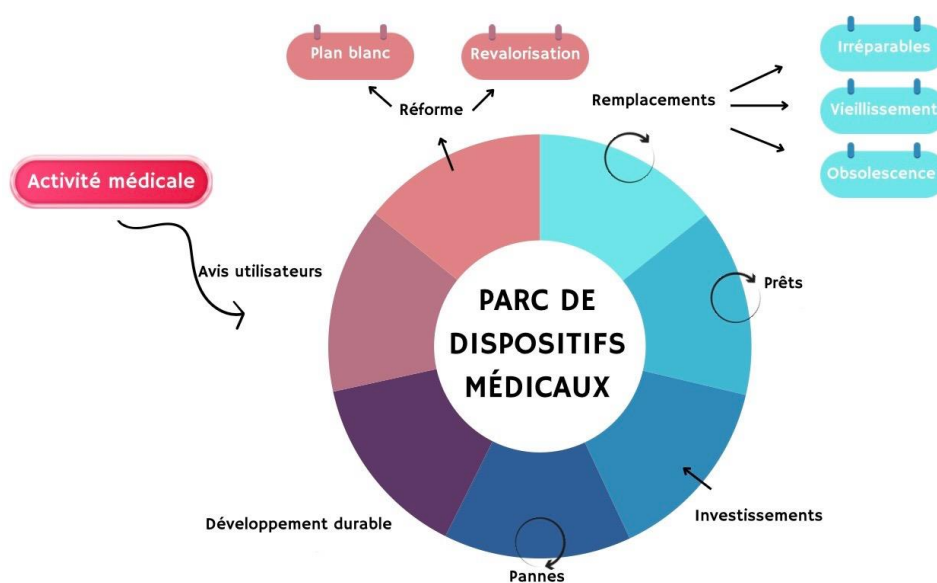 Plan blanc
Revalorisation
Irréparables
Réforme
Remplacements
Vieillissement
Obsolescence
Activité médicale
Avis utilisateurs
Prêts
PARC DE
DISPOSITIFS
MÉDICAUX
Investissements
Développement durable
Pannes